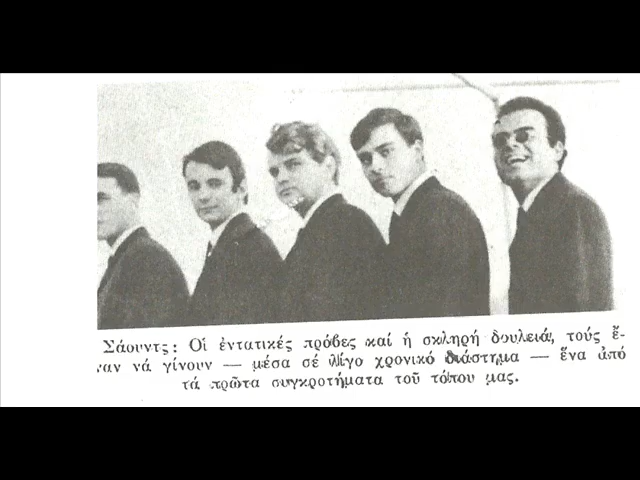 Σάουντς: Οἱ ἐντατικές πρόβες καί ἡ σκληρή δουλειά, τούς ἔ-
ναν νά γίνουν — μέσα σέ λίγο χρονικό διάστημα — ἕνα ἀπό
τά πρῶτα συγκροτήματα τοῦ τόπου μας.